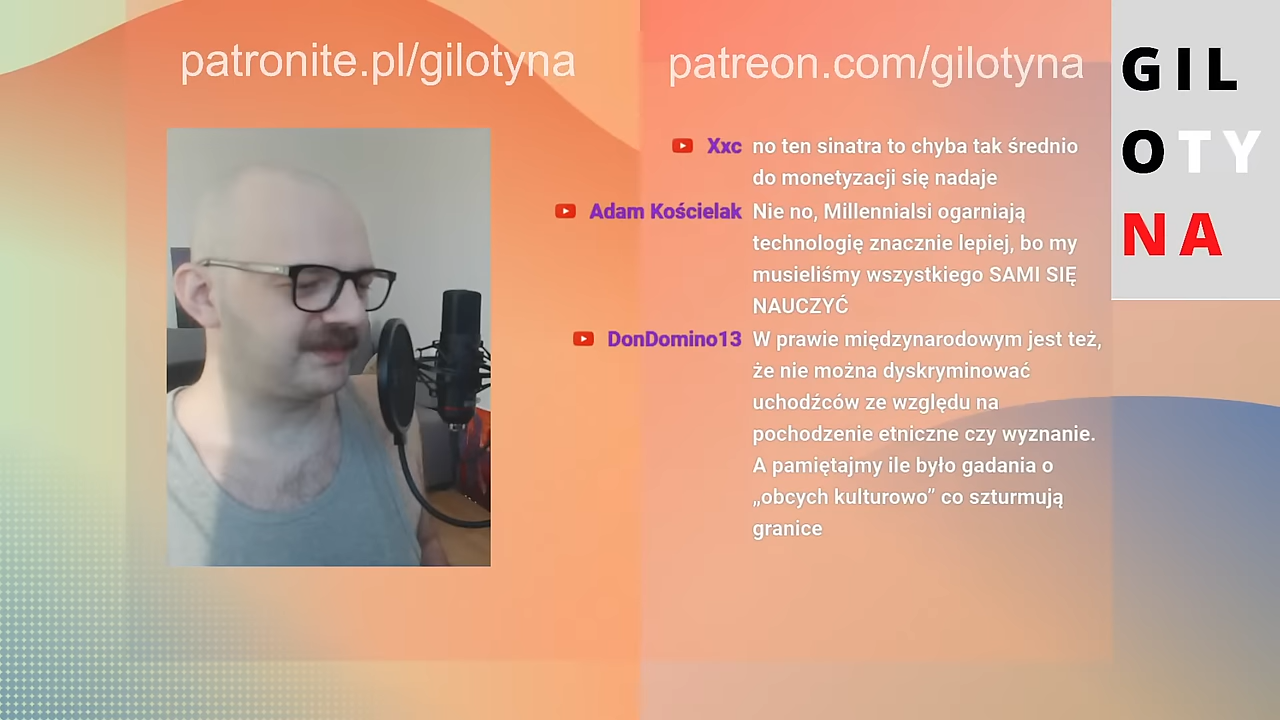 patronite.pl/gilotyna
patreon.com/gilotyna
GIL
OTY
NA
Xxc no ten sinatra to chyba tak średnio
do monetyzacji się nadaje
Adam Kościelak Nie no, Millennialsi ogarniają
technologię znacznie lepiej, bo my
musieliśmy wszystkiego SAMI SIĘ
NAUCZYĆ
DonDomino13 W prawie międzynarodowym jest też,
że nie można dyskryminować
uchodźców ze względu na
pochodzenie etniczne czy wyznanie.
A pamiętajmy ile było gadania o
„obcych kulturowo” co szturmują
granice